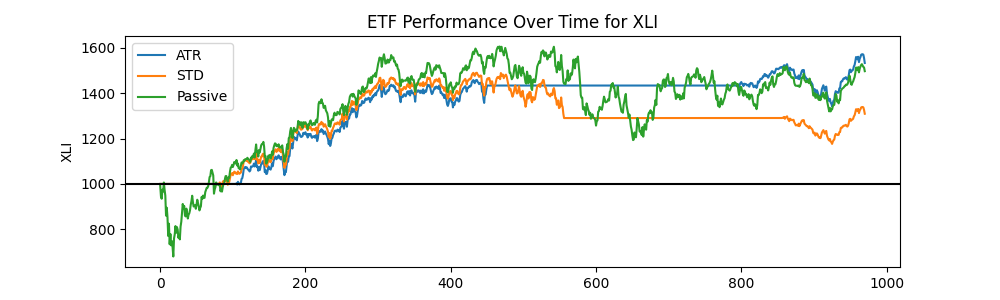 ETF Performance Over Time for XLI
XLI
1600
1400
1200
1000
800
ATR
STD
Passive
0 200 400 600 800 1000